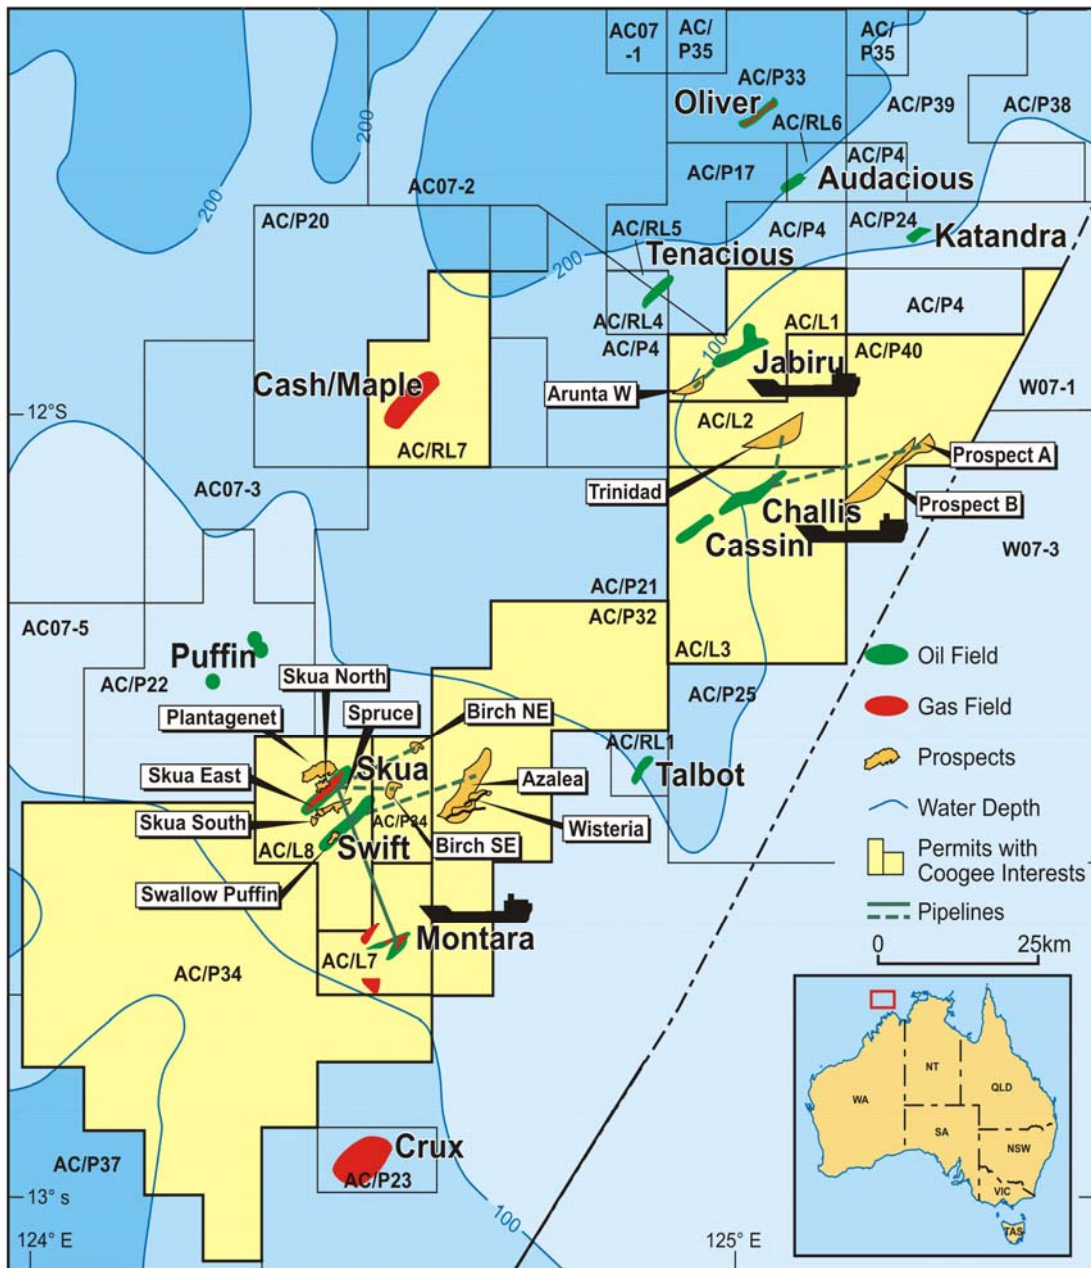 AC07
-1
AC/
P35
AC/
P35
AC/P33
Oliver
AC/P39
AC/P38
AC/RL6
200
200
AC/P17
AC/P4
Audacious
AC07-2
AC/P20
AC/RL5
AC/P4
AC/P24
Katandra
Tenacious
200
AC/RL4
AC/P4
AC/L1
AC/P4
100
Jabiru
AC/P40
Cash/Maple
Arunta W
W07-1
12°S
AC/L2
AC/RL7
Prospect A
AC07-3
Trinidad
Prospect B
Challis
Cassini
W07-3
AC/P21
AC/P32
AC07-5
Puffin
AC/L3
Oil Field
AC/P22
Skua North
AC/P25
Gas Field
Plantagenet
Spruce
Birch NE
AC/RL1
Skua
Talbot
Prospects
Skua East
Azalea
Water Depth
Skua South
AC/P34
Wisteria
AC/L8
Swift
Birch SE
Permits with
Coogee Interests
Swallow Puffin
Pipelines
Montara
0
25km
AC/L7
AC/P34
NT
WA
QLD
SA
NSW
VIC
TAS
Crux
AC/P37
AC/P23
13° s
100
124° E
125° E